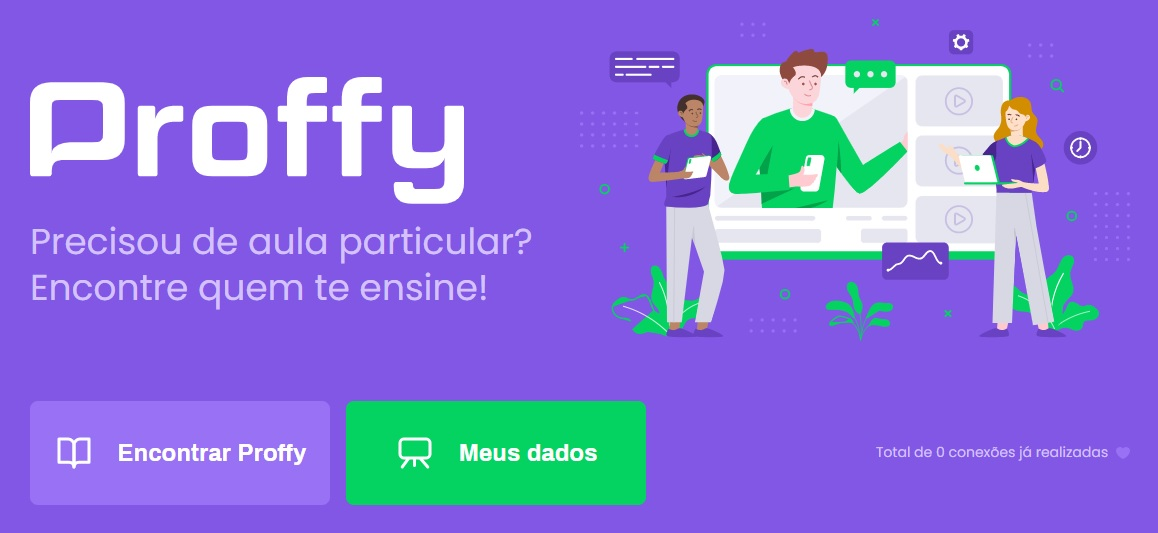 Proffy
Precisou de aula particular?
Encontre quem te ensine!
Encontrar Proffy
Meus dados
Total de 0 conexões já realizadas